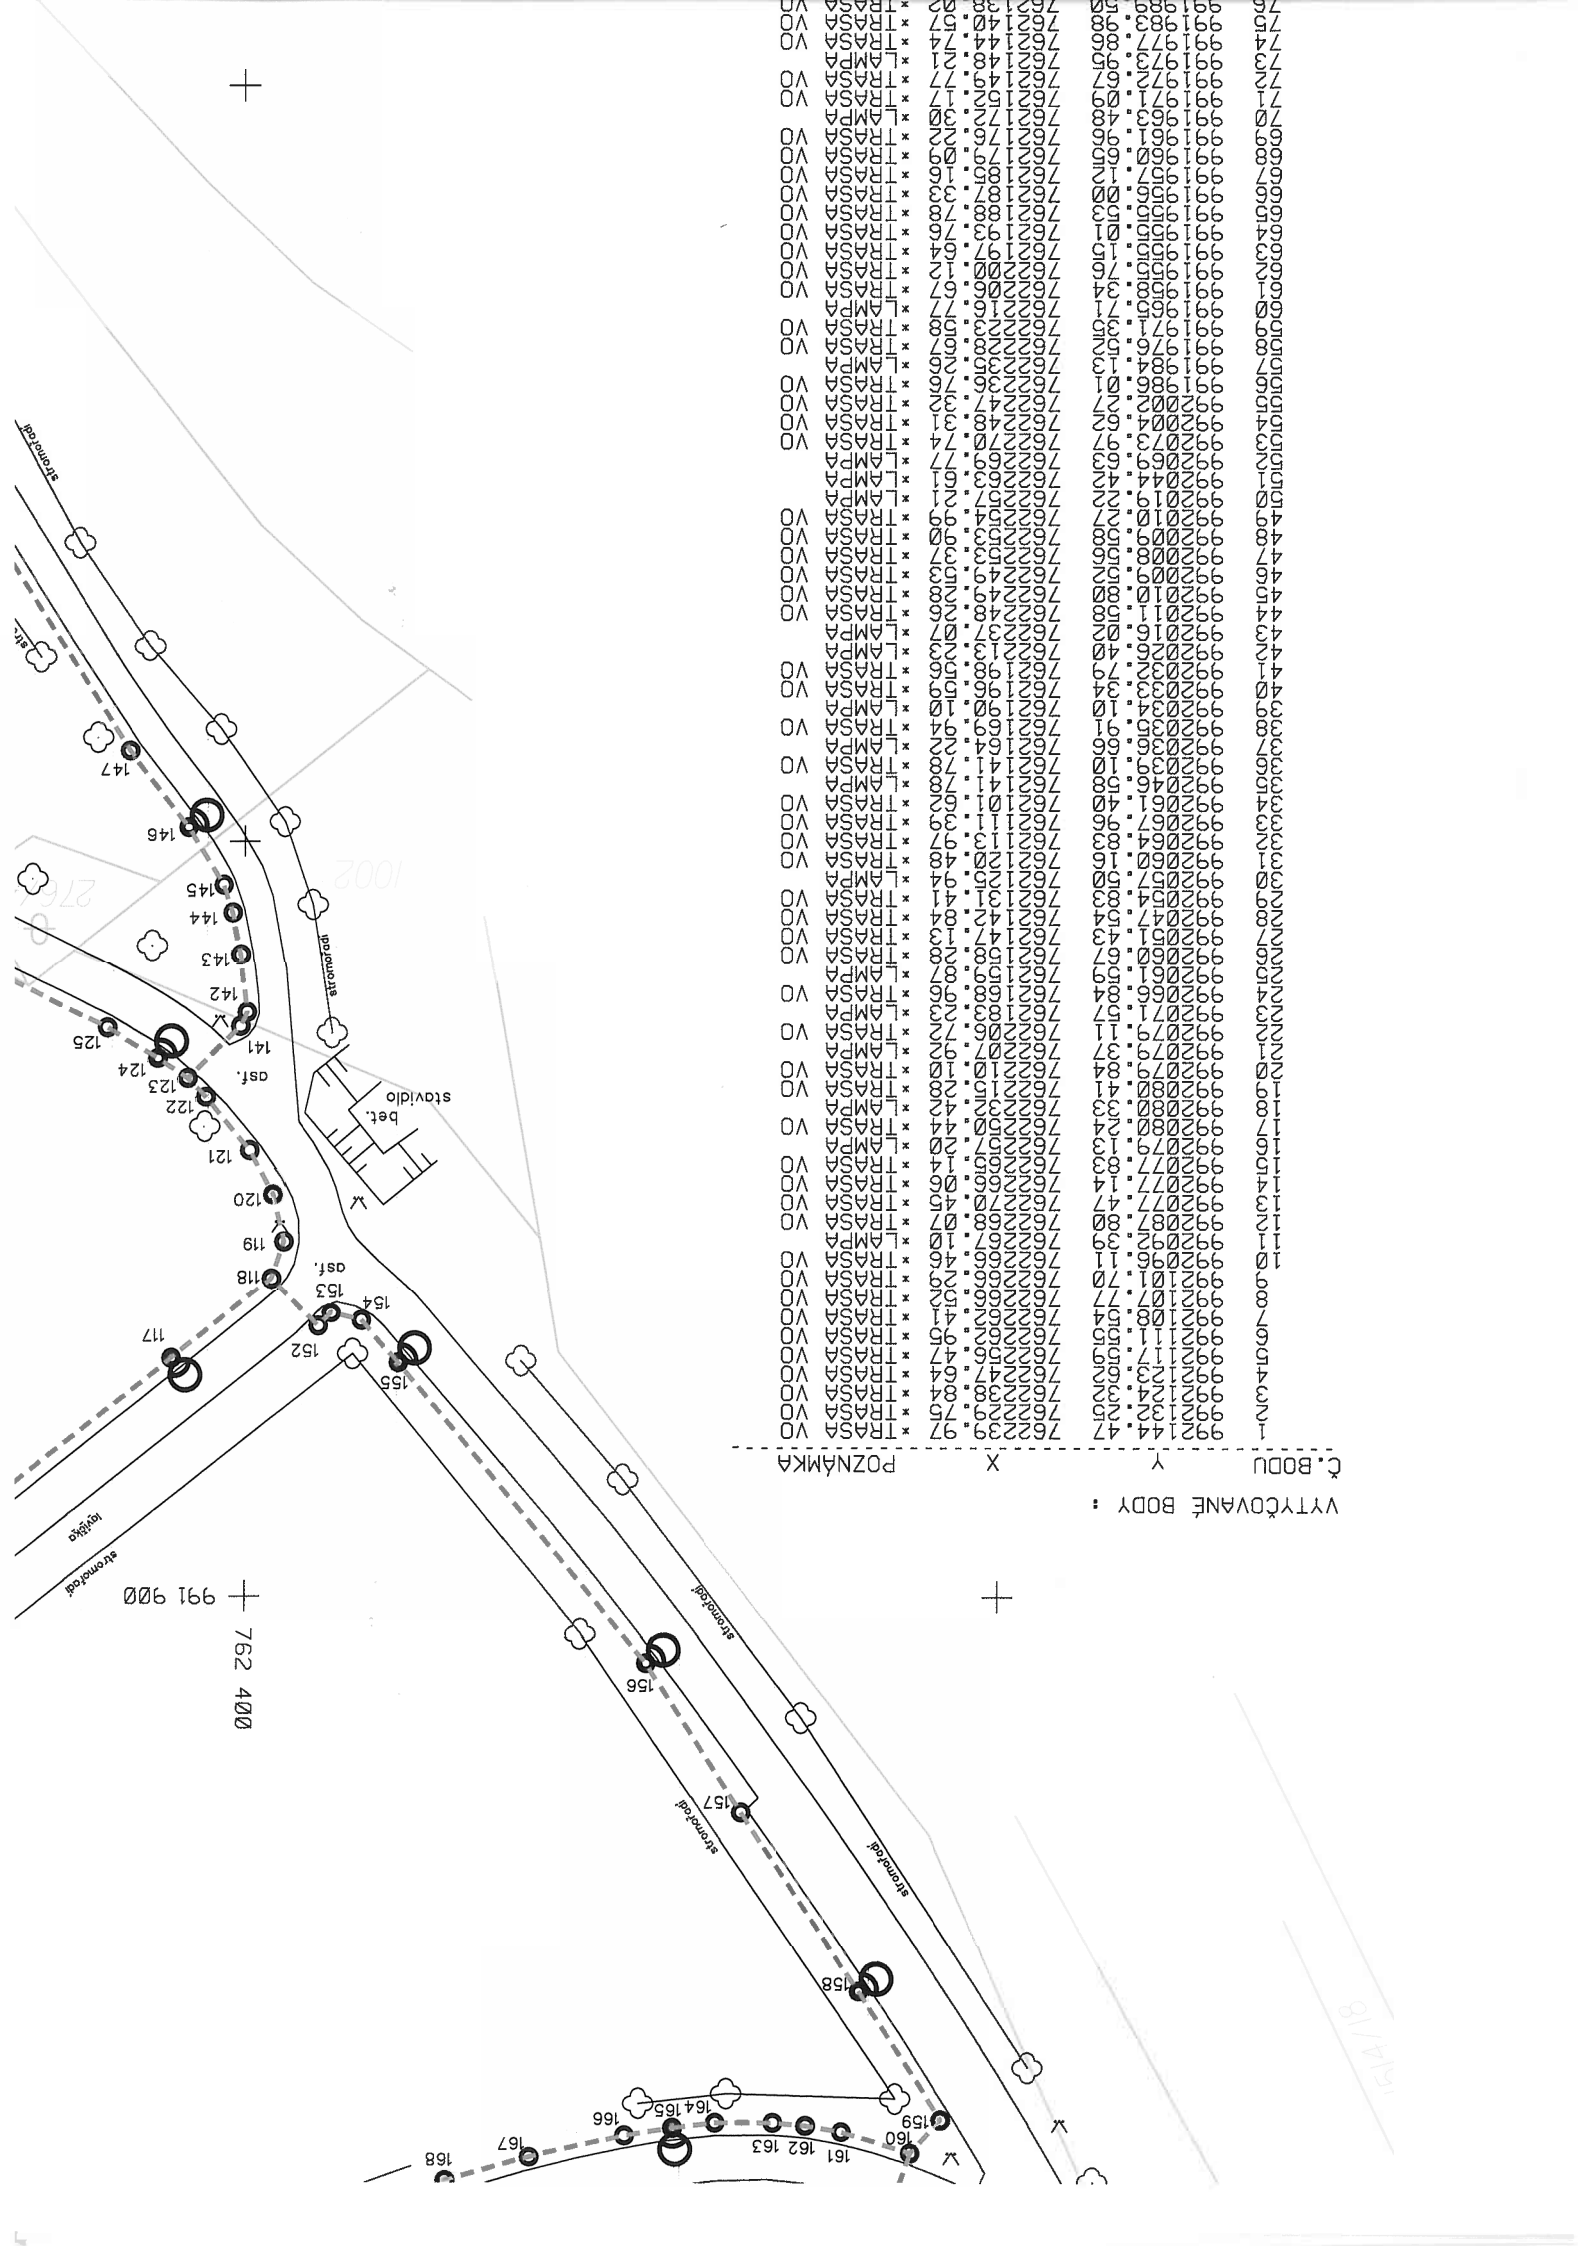 VYTYČOVANÉ BODY :
Č.BODU Y X POZNÁMKA
1 992144.47 762239.97 *TRASA VO
2 992132.25 762229.75 *TRASA VO
3 992124.32 762238.84 *TRASA VO
4 992123.62 762247.64 *TRASA VO
5 992117.59 762256.47 *TRASA VO
6 992111.55 762262.95 *TRASA VO
7 992108.54 762262.41 *TRASA VO
8 992107.77 762266.52 *TRASA VO
9 992101.70 762266.29 *TRASA VO
10 992096.11 762266.46 *TRASA VO
11 992092.39 762267.10 *LAMPA
12 992087.80 762268.07 *TRASA VO
13 992077.47 762270.45 *TRASA VO
14 992077.14 762266.06 *TRASA VO
15 992077.83 762265.14 *TRASA VO
16 992079.13 762257.20 *LAMPA
17 992080.24 762250.44 *TRASA VO
18 992080.33 762232.42 *LAMPA
19 992080.41 762215.28 *TRASA VO
20 992079.84 762210.10 *TRASA VO
21 992079.37 762207.92 *LAMPA
22 992079.11 762206.72 *TRASA VO
23 992071.57 762183.23 *LAMPA
24 992066.84 762168.96 *TRASA VO
25 992061.59 762159.87 *LAMPA
26 992060.67 762158.28 *TRASA VO
27 992051.43 762147.13 *TRASA VO
28 992047.54 762142.84 *TRASA VO
29 992054.83 762131.41 *TRASA VO
30 992057.50 762125.94 *LAMPA
31 992060.16 762120.48 *TRASA VO
32 992064.83 762113.97 *TRASA VO
33 992067.96 762111.39 *TRASA VO
34 992061.40 762101.62 *TRASA VO
35 992046.58 762141.78 *LAMPA
36 992039.10 762141.78 *TRASA VO
37 992036.66 762164.22 *LAMPA
38 992035.91 762169.94 *TRASA VO
39 992034.10 762190.10 *LAMPA
40 992033.34 762196.59 *TRASA VO
41 992032.79 762198.56 *TRASA VO
42 992026.40 762213.23 *LAMPA
43 992016.02 762237.07 *LAMPA
44 992011.58 762248.26 *TRASA VO
45 992010.80 762249.28 *TRASA VO
46 992009.52 762249.53 *TRASA VO
47 992008.56 762253.37 *TRASA VO
48 992009.58 762253.90 *TRASA VO
49 992010.27 762254.99 *TRASA VO
50 992019.22 762257.21 *LAMPA
51 992044.42 762263.61 *LAMPA
52 992069.63 762269.77 *LAMPA
53 992073.97 762270.74 *TRASA VO
54 992004.62 762248.31 *TRASA VO
55 992002.27 762247.32 *TRASA VO
56 991986.01 762236.76 *TRASA VO
57 991984.13 762235.26 *LAMPA
58 991976.52 762228.67 *TRASA VO
59 991971.35 762223.58 *TRASA VO
60 991965.71 762216.77 *LAMPA
61 991958.34 762206.67 *TRASA VO
62 991955.76 762200.12 *TRASA VO
63 991955.15 762197.64 *TRASA VO
64 991955.01 762193.76 *TRASA VO
65 991955.53 762188.78 *TRASA VO
66 991956.00 762187.33 *TRASA VO
67 991957.12 762185.16 *TRASA VO
68 991960.65 762179.09 *TRASA VO
69 991961.96 762176.22 *TRASA VO
70 991963.48 762172.30 *LAMPA
71 991971.09 762152.17 *TRASA VO
72 991972.67 762149.77 *TRASA VO
73 991973.95 762148.21 *LAMPA
74 991977.86 762144.74 *TRASA VO
75 991983.98 762140.57 *TRASA VO
76 991989.50 762138.02 *TRASA VO
168
167
166
165
164
163
162
161
160
159
158
157
156
155
154
153
152
stromořadí
stromořadí
stromořadí
762 400
991 900
stromořadí
lavička
117
118
asf.
119
120
121
122
123
124
125
bet.
stavidlo
asf.
141
142
143
144
145
146
147
stromořadí
stromořadí
1002
276
1514/18